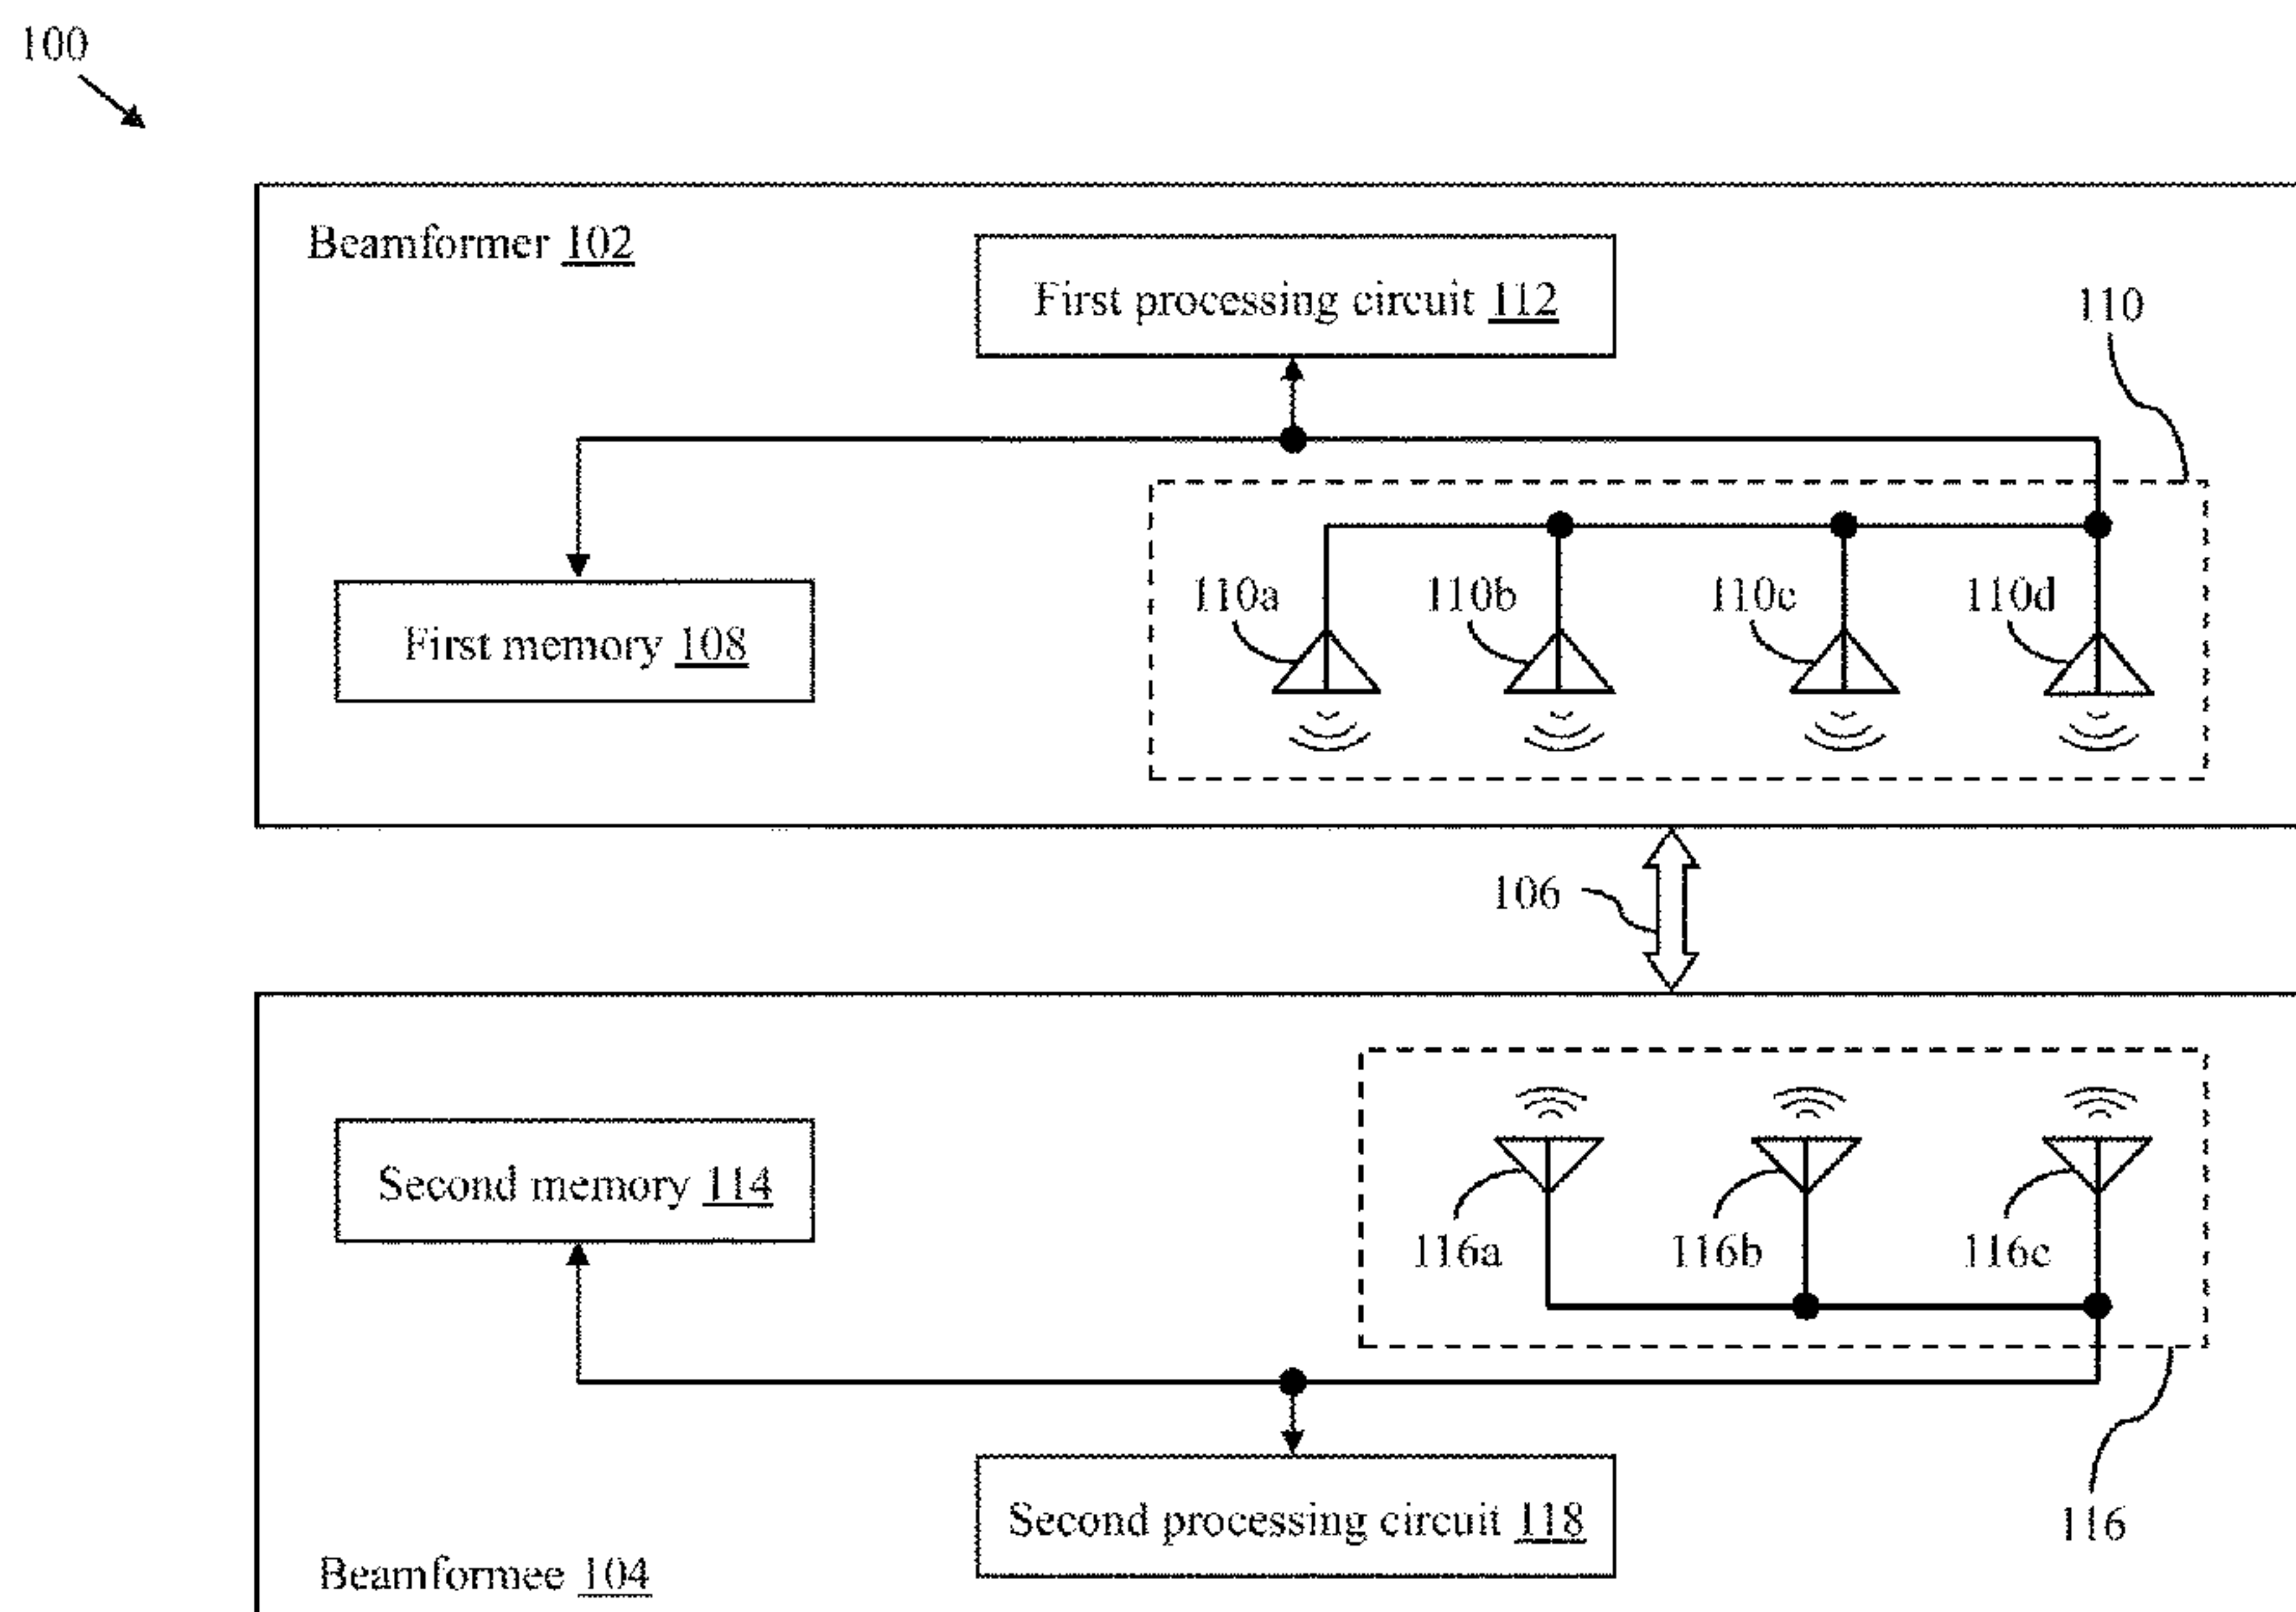 100
Beamformer 102
First processing circuit 112
110
110a
110b
110c
110d
First memory 108
106
Second memory 114
116a
116b
116c
Second processing circuit 118
116
Beamformee 104